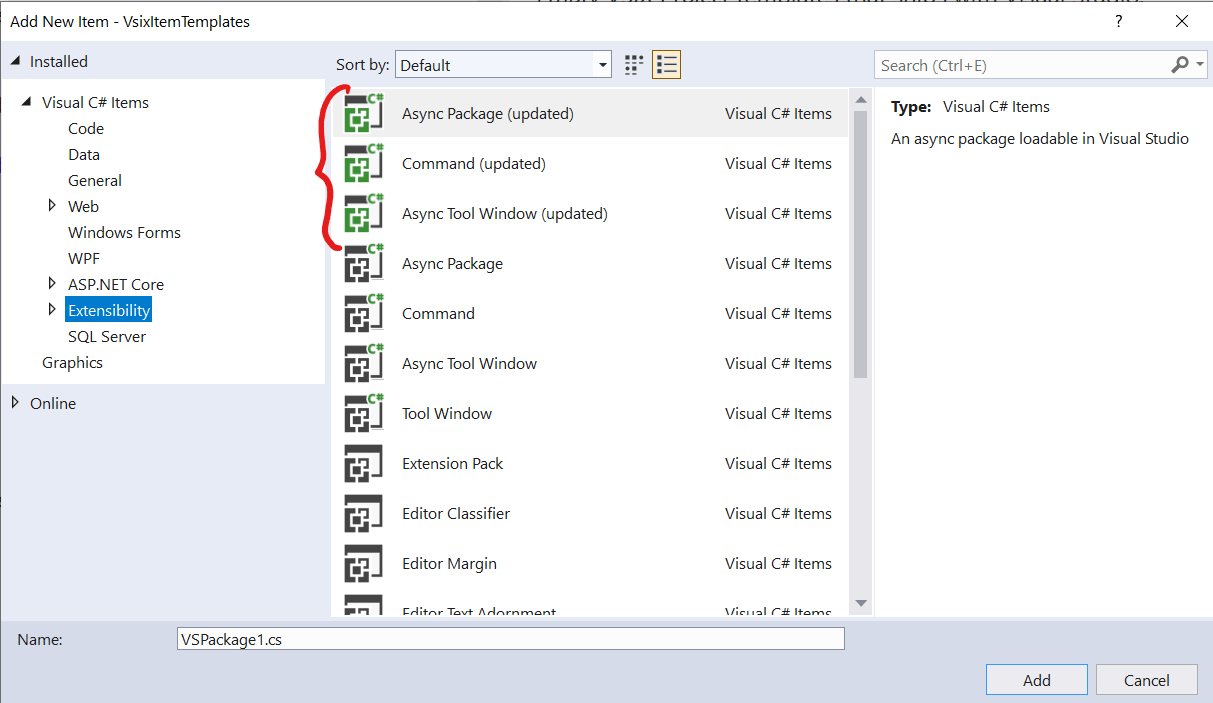 Add New Item - VsixItemTemplates
?
Installed
Sort by: Default
Search (Ctrl+E)
Visual C# Items
Code
Data
General
Web
Windows Forms
WPF
ASP.NET Core
Extensibility
SQL Server
Graphics
Online
C# Async Package (updated) Visual C# Items
C# Command (updated) Visual C# Items
C# Async Tool Window (updated) Visual C# Items
C# Async Package Visual C# Items
C# Command Visual C# Items
C# Async Tool Window Visual C# Items
C# Tool Window Visual C# Items
Extension Pack Visual C# Items
Editor Classifier Visual C# Items
Editor Margin Visual C# Items
Editor Text Adornment Visual C# Items
Type: Visual C# Items
An async package loadable in Visual Studio
Name: VSPackage1.cs
Add Cancel